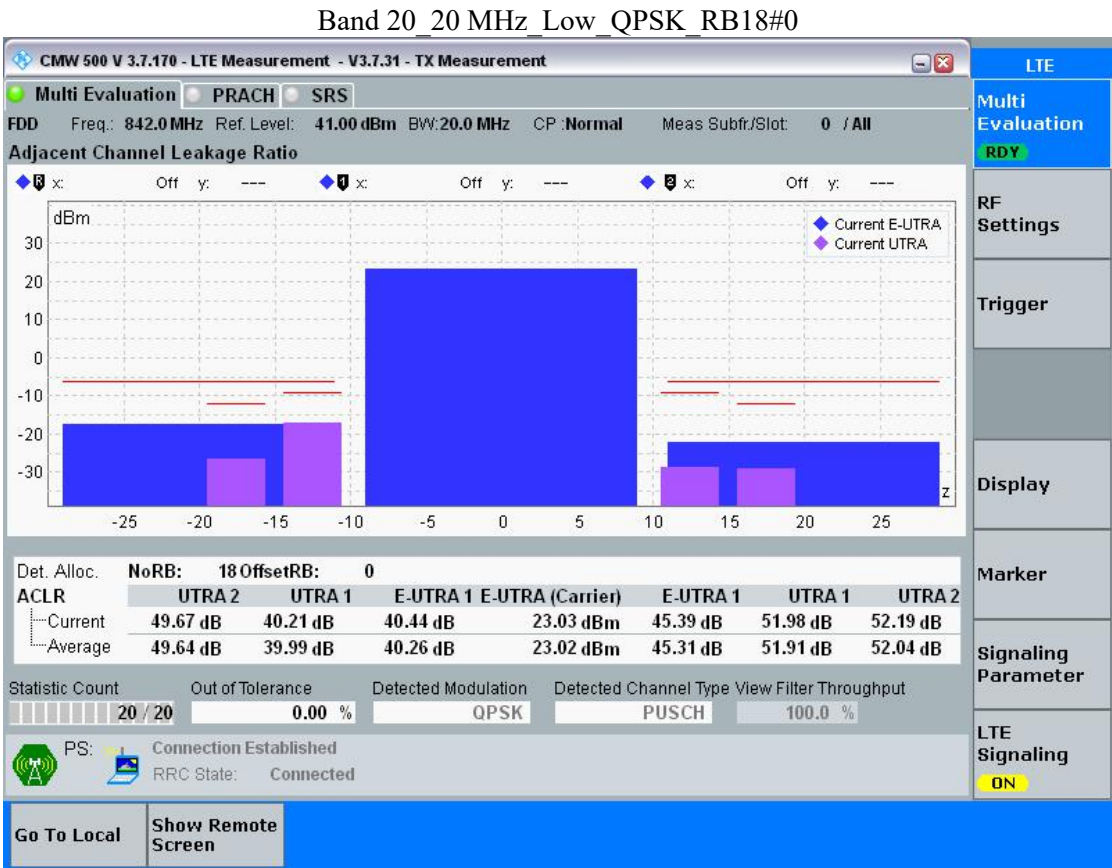 Band 20_20 MHz_Low_QPSK_RB18#0
CMW 500 V 3.7.170 - LTE Measurement - V3.7.31 - TX Measurement
LTE
Multi Evaluation PRACH SRS
Multi
Evaluation
RDY
FDD Freq.: 842.0 MHz Ref. Level: 41.00 dBm BW:20.0 MHz CP :Normal Meas Subfr./Slot: 0 / All
Adjacent Channel Leakage Ratio
R x: Off y: --- 1 x: Off y: --- 2 x: Off y: ---
RF
Settings
dBm
Current E-UTRA
Current UTRA
30
20
10
0
-10
-20
-30
z
-25 -20 -15 -10 -5 0 5 10 15 20 25
Trigger
Display
Det. Alloc. NoRB: 18 OffsetRB: 0
ACLR UTRA 2 UTRA 1 E-UTRA 1 E-UTRA (Carrier) E-UTRA 1 UTRA 1 UTRA 2
Current 49.67 dB 40.21 dB 40.44 dB 23.03 dBm 45.39 dB 51.98 dB 52.19 dB
Average 49.64 dB 39.99 dB 40.26 dB 23.02 dBm 45.31 dB 51.91 dB 52.04 dB
Marker
Signaling
Parameter
Statistic Count Out of Tolerance Detected Modulation Detected Channel Type View Filter Throughput
20 / 20 0.00 % QPSK PUSCH 100.0 %
PS: Connection Established
RRC State: Connected
LTE
Signaling
ON
Go To Local
Show Remote
Screen